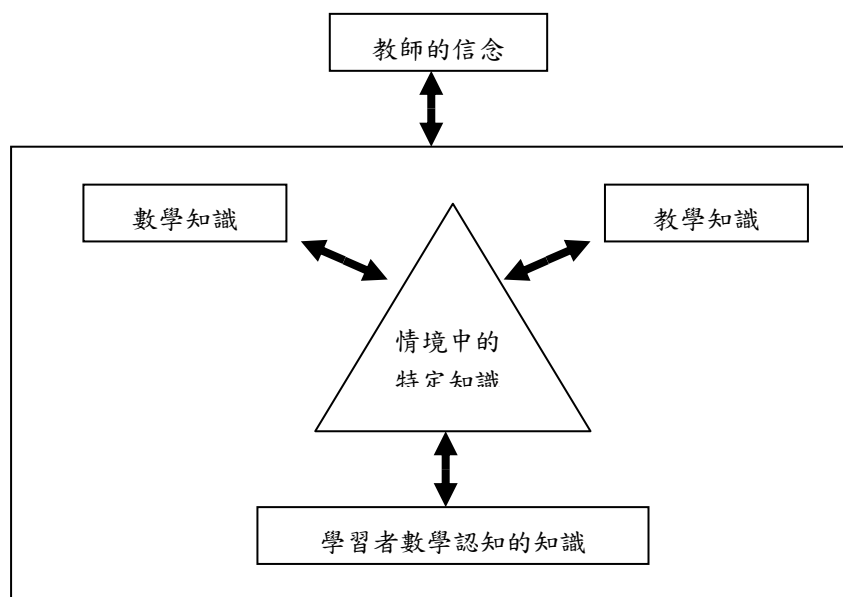 教師的信念
數學知識
教學知識
情境中的
特定知識
學習者數學認知的知識